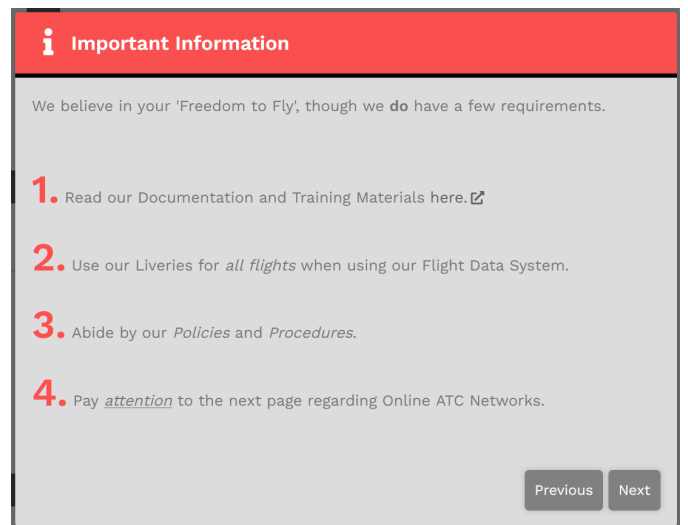 Important Information
We believe in your 'Freedom to Fly', though we do have a few requirements.
1. Read our Documentation and Training Materials here.
2. Use our Liveries for all flights when using our Flight Data System.
3. Abide by our Policies and Procedures.
4. Pay attention to the next page regarding Online ATC Networks.
Previous Next